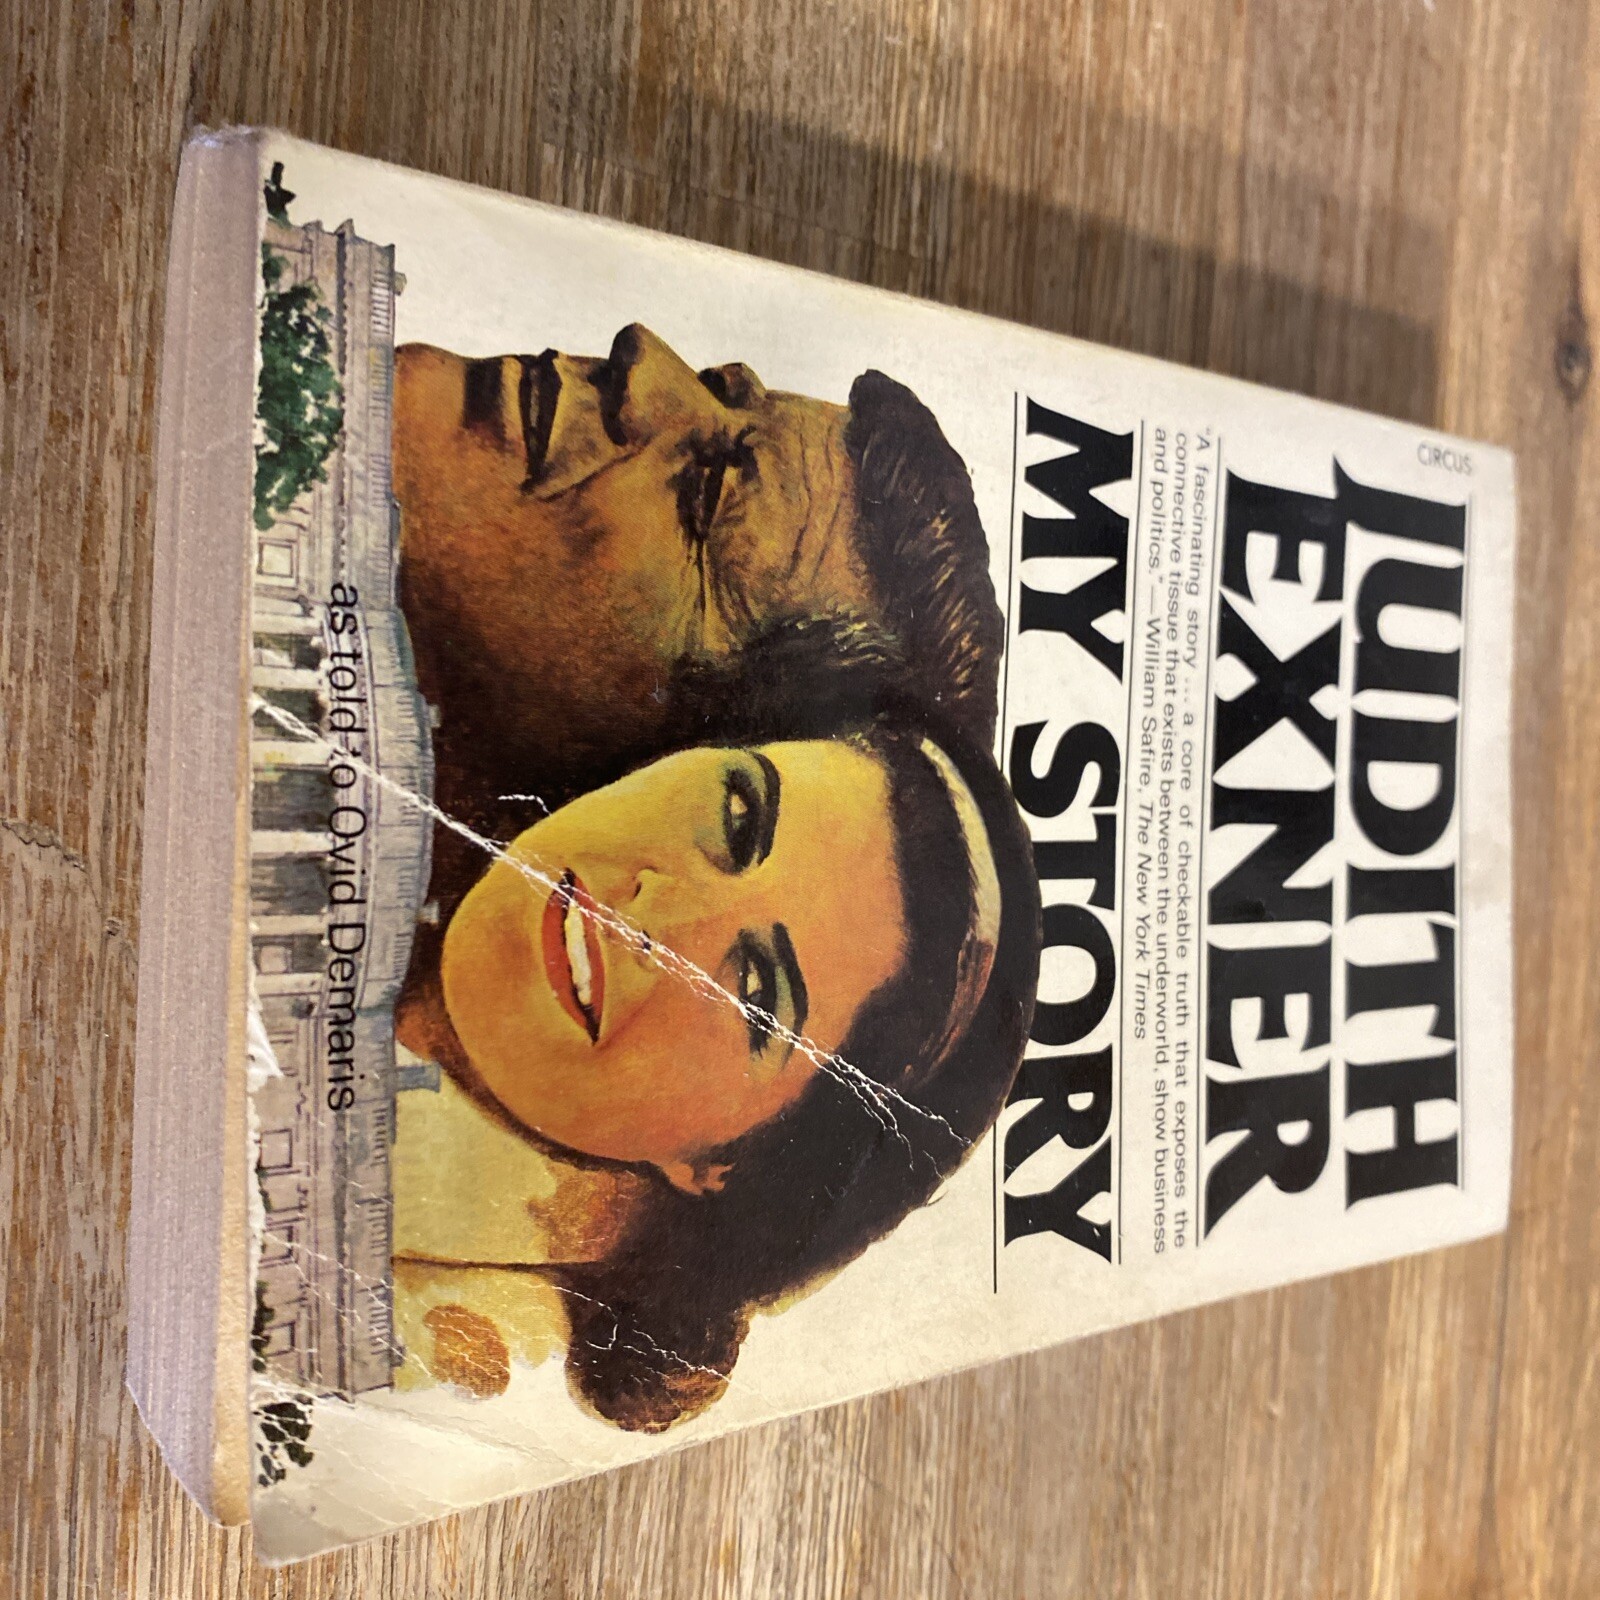 CIRCUS
JUDITH
EXNER
"A fascinating story ... a core of checkable truth that exposes the
connective tissue that exists between the underworld, show business
and politics." —William Safire, The New York Times
MY STORY
as told to Ovid Demaris